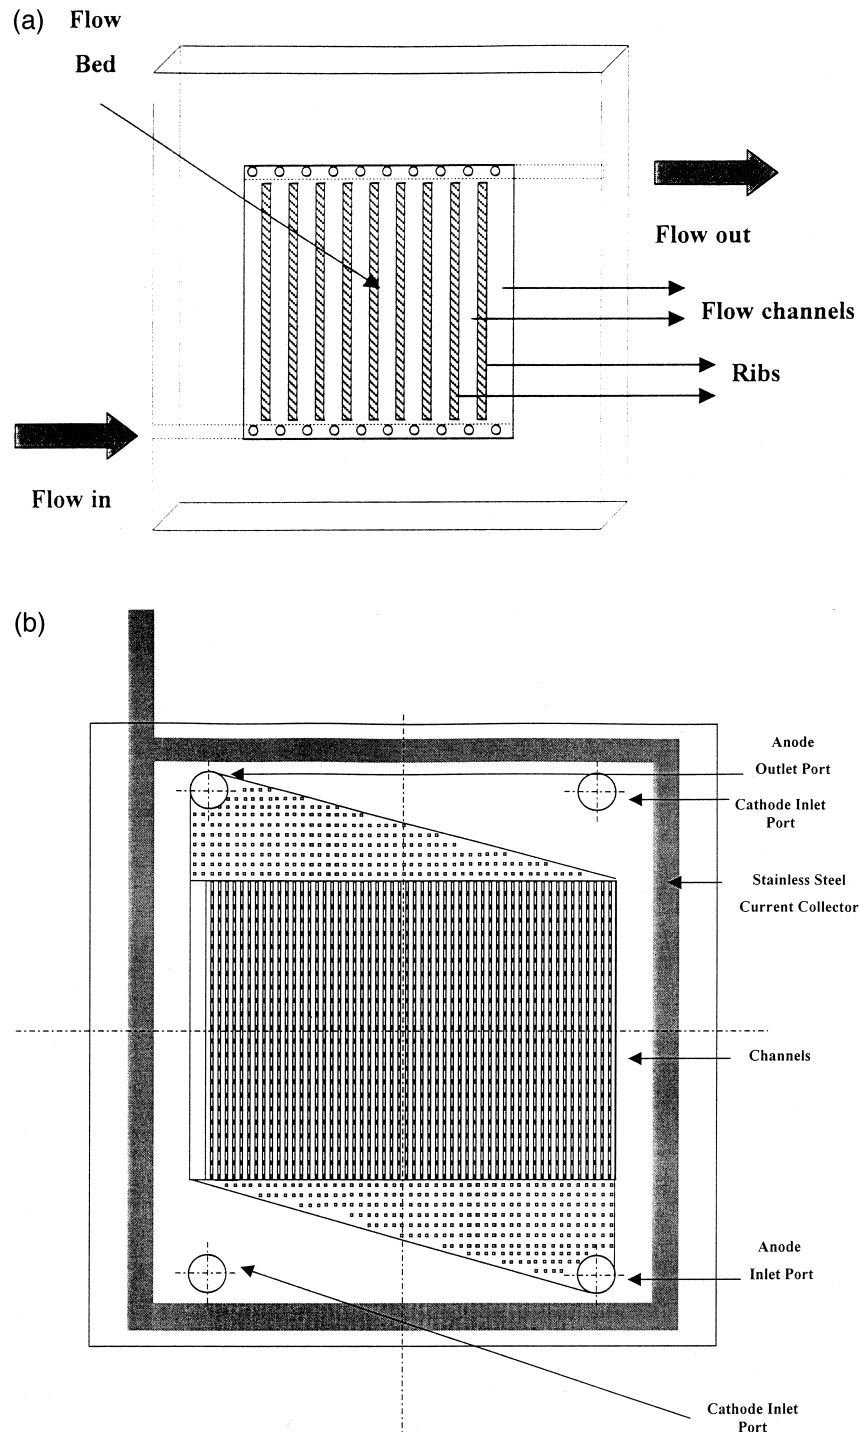 (a)
Flow
Bed
Flow out
Flow channels
Ribs
Flow in
(b)
Anode
Outlet Port
Cathode Inlet
Port
Stainless Steel
Current Collector
Channels
Anode
Inlet Port
Cathode Inlet
Port